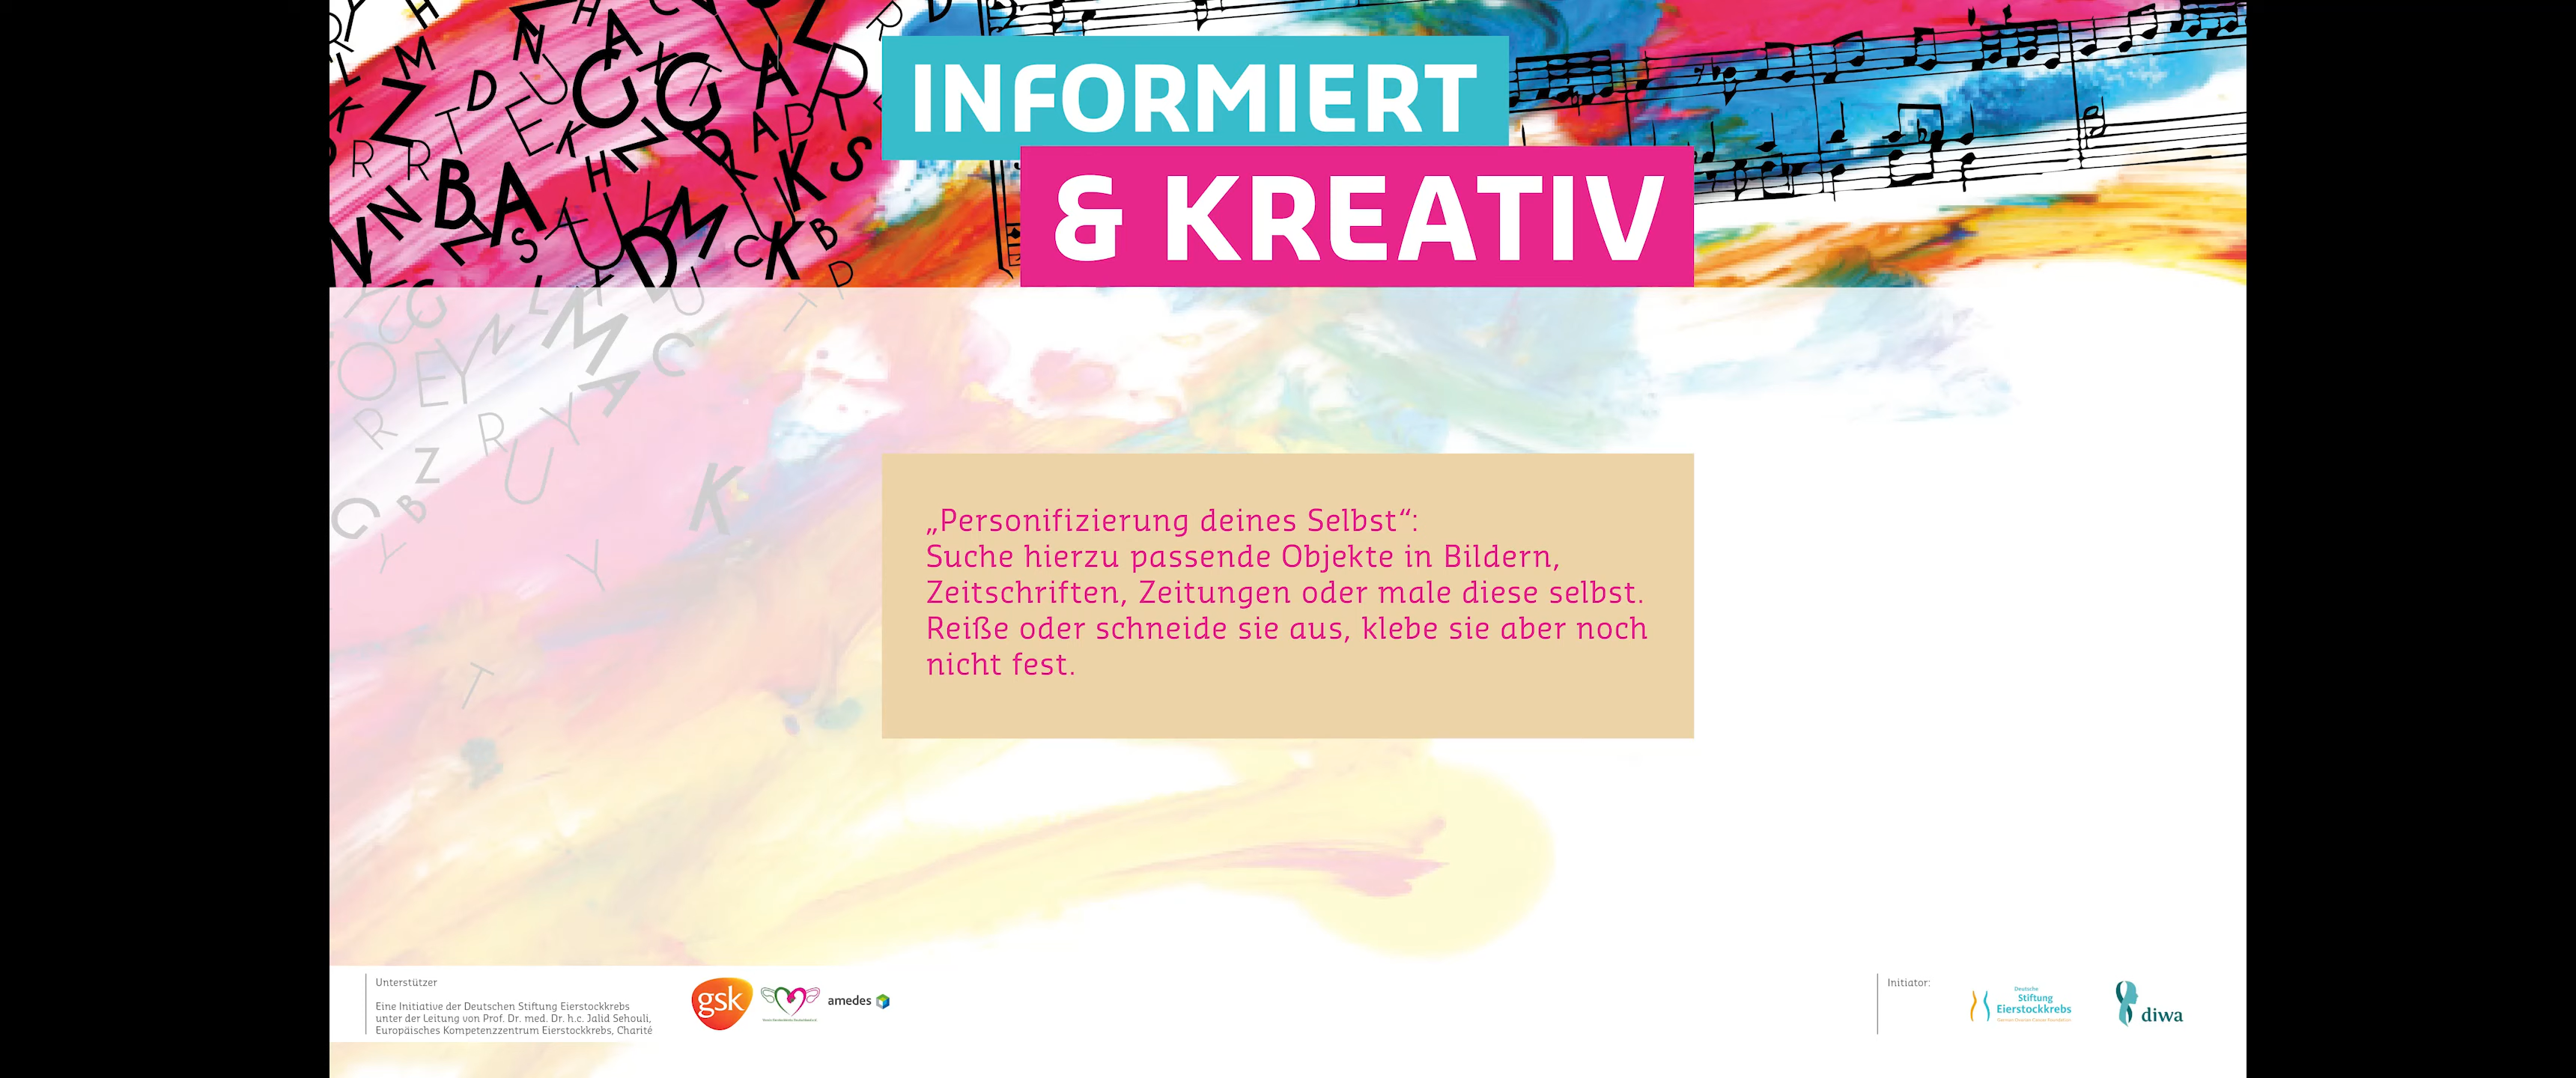 INFORMIERT
& KREATIV
„Personifizierung deines Selbst“:
Suche hierzu passende Objekte in Bildern,
Zeitschriften, Zeitungen oder male diese selbst.
Reiße oder schneide sie aus, klebe sie aber noch
nicht fest.
Unterstützer
Eine Initiative der Deutschen Stiftung Eierstockkrebs
unter der Leitung von Prof. Dr. med. Dr. h.c. Jalid Sehouli,
Europäisches Kompetenzzentrum Eierstockkrebs, Charité
gsk
amedes
Initiator:
Deutsche
Stiftung
Eierstockkrebs
diwa